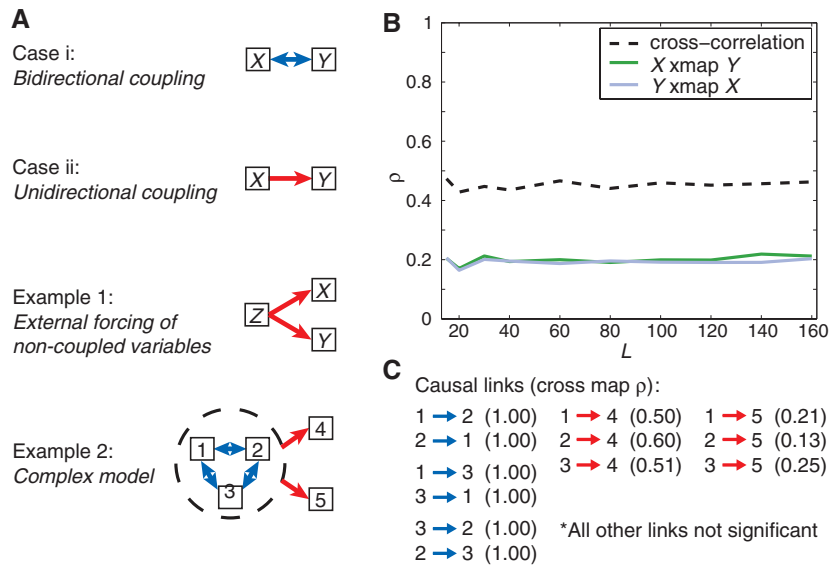 A
Case i:
Bidirectional coupling
X Y
Case ii:
Unidirectional coupling
X Y
Example 1:
External forcing of
non-coupled variables
Z X Y
Example 2:
Complex model
1 2 3 4 5
B
1
0.8
0.6
0.4
0.2
0
ρ
cross-correlation
X xmap Y
Y xmap X
20 40 60 80 100 120 140 160
L
C
Causal links (cross map ρ):
1 → 2 (1.00) 1 → 4 (0.50) 1 → 5 (0.21)
2 → 1 (1.00) 2 → 4 (0.60) 2 → 5 (0.13)
1 → 3 (1.00) 3 → 4 (0.51) 3 → 5 (0.25)
3 → 1 (1.00)
3 → 2 (1.00) *All other links not significant
2 → 3 (1.00)